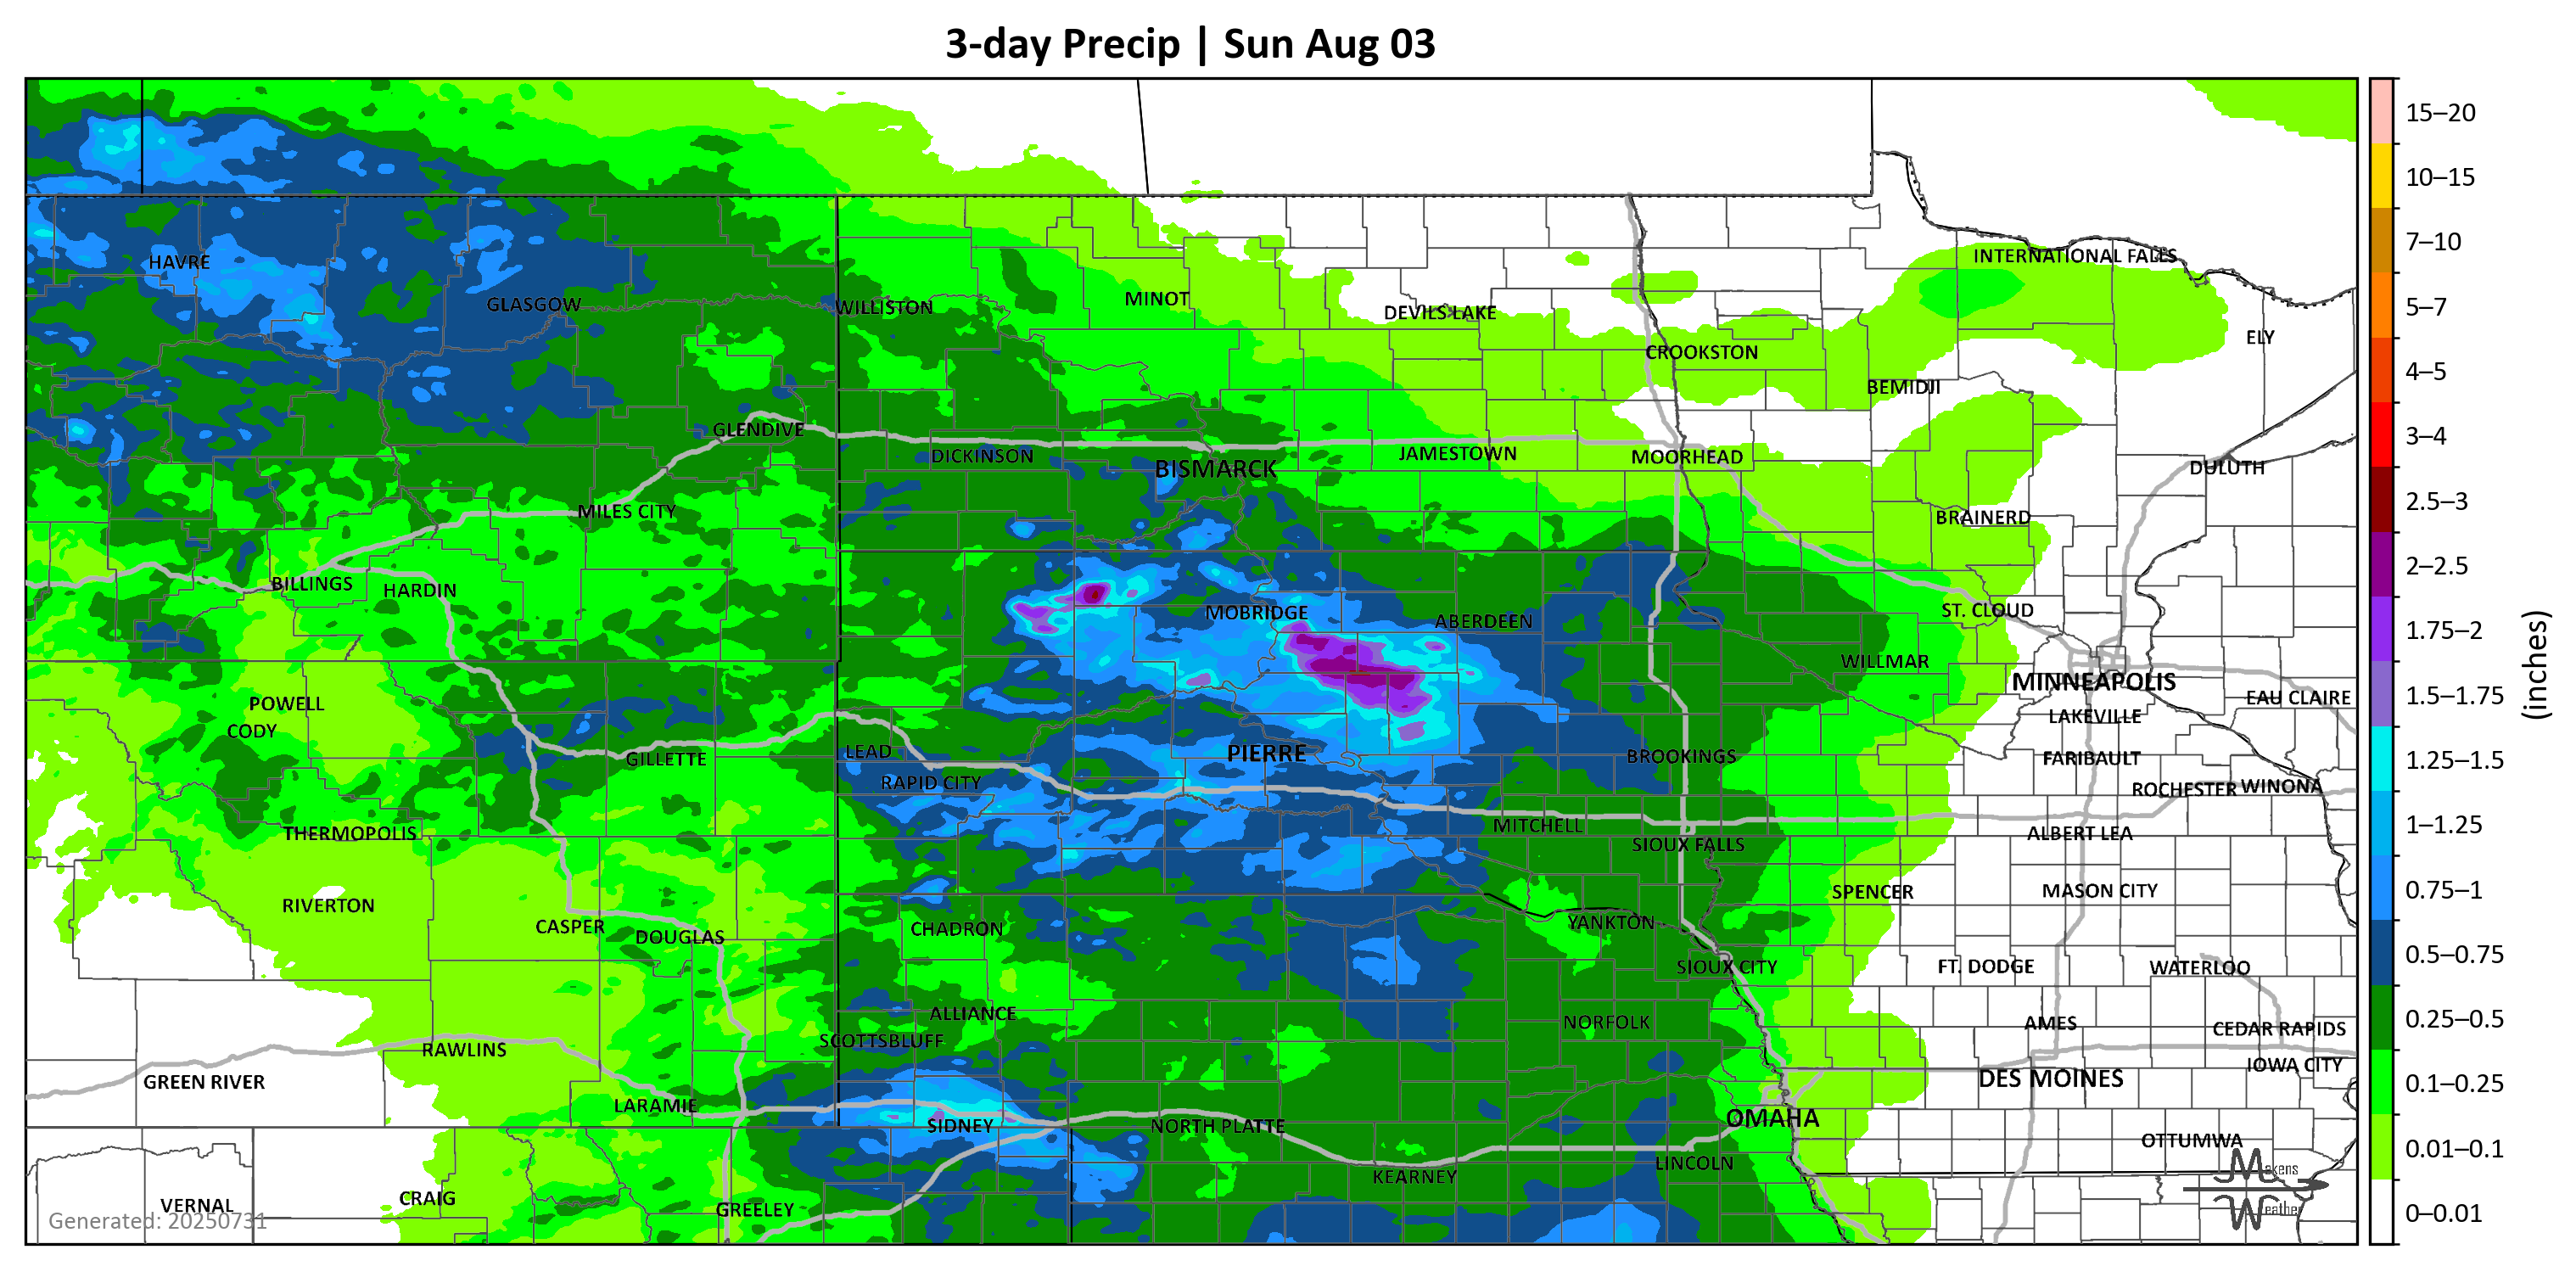 3-day Precip | Sun Aug 03
15–20
10–15
7–10
5–7
4–5
3–4
2.5–3
2–2.5
1.75–2
1.5–1.75
1.25–1.5
1–1.25
0.75–1
0.5–0.75
0.25–0.5
0.1–0.25
0.01–0.1
0–0.01
(inches)
INTERNATIONAL FALLS
HAVRE
GLASGOW
WILLISTON
MINOT
DEVILS LAKE
ELY
CROOKSTON
BEMIDJI
GLENDIVE
DICKINSON
BISMARCK
JAMESTOWN
MOORHEAD
DULUTH
MILES CITY
BRAINERD
BILLINGS
HARDIN
MOBRIDGE
ABERDEEN
ST. CLOUD
WILLMAR
MINNEAPOLIS
EAU CLAIRE
POWELL
CODY
LAKEVILLE
GILLETTE
LEAD
PIERRE
BROOKINGS
FARIBAULT
RAPID CITY
ROCHESTER
WINONA
THERMOPOLIS
MITCHELL
ALBERT LEA
SIOUX FALLS
RIVERTON
SPENCER
MASON CITY
CASPER
DOUGLAS
CHADRON
YANKTON
SIOUX CITY
FT. DODGE
WATERLOO
ALLIANCE
NORFOLK
AMES
CEDAR RAPIDS
SCOTTSBLUFF
RAWLINS
IOWA CITY
GREEN RIVER
DES MOINES
LARAMIE
SIDNEY
NORTH PLATTE
OMAHA
OTTUMWA
KEARNEY
LINCOLN
VERNAL
CRAIG
GREELEY
Makens
Weather
Generated: 20250731